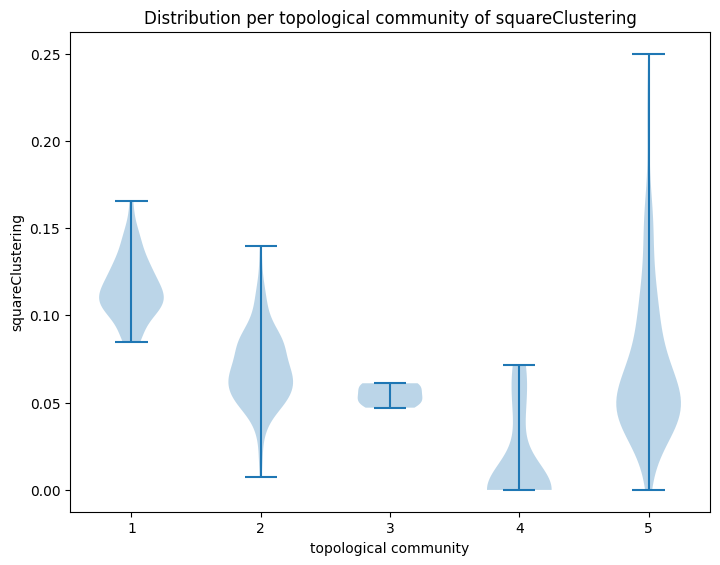 Distribution per topological community of squareClustering
0.25
0.20
0.15
0.10
0.05
0.00
squareClustering
1 2 3 4 5
topological community